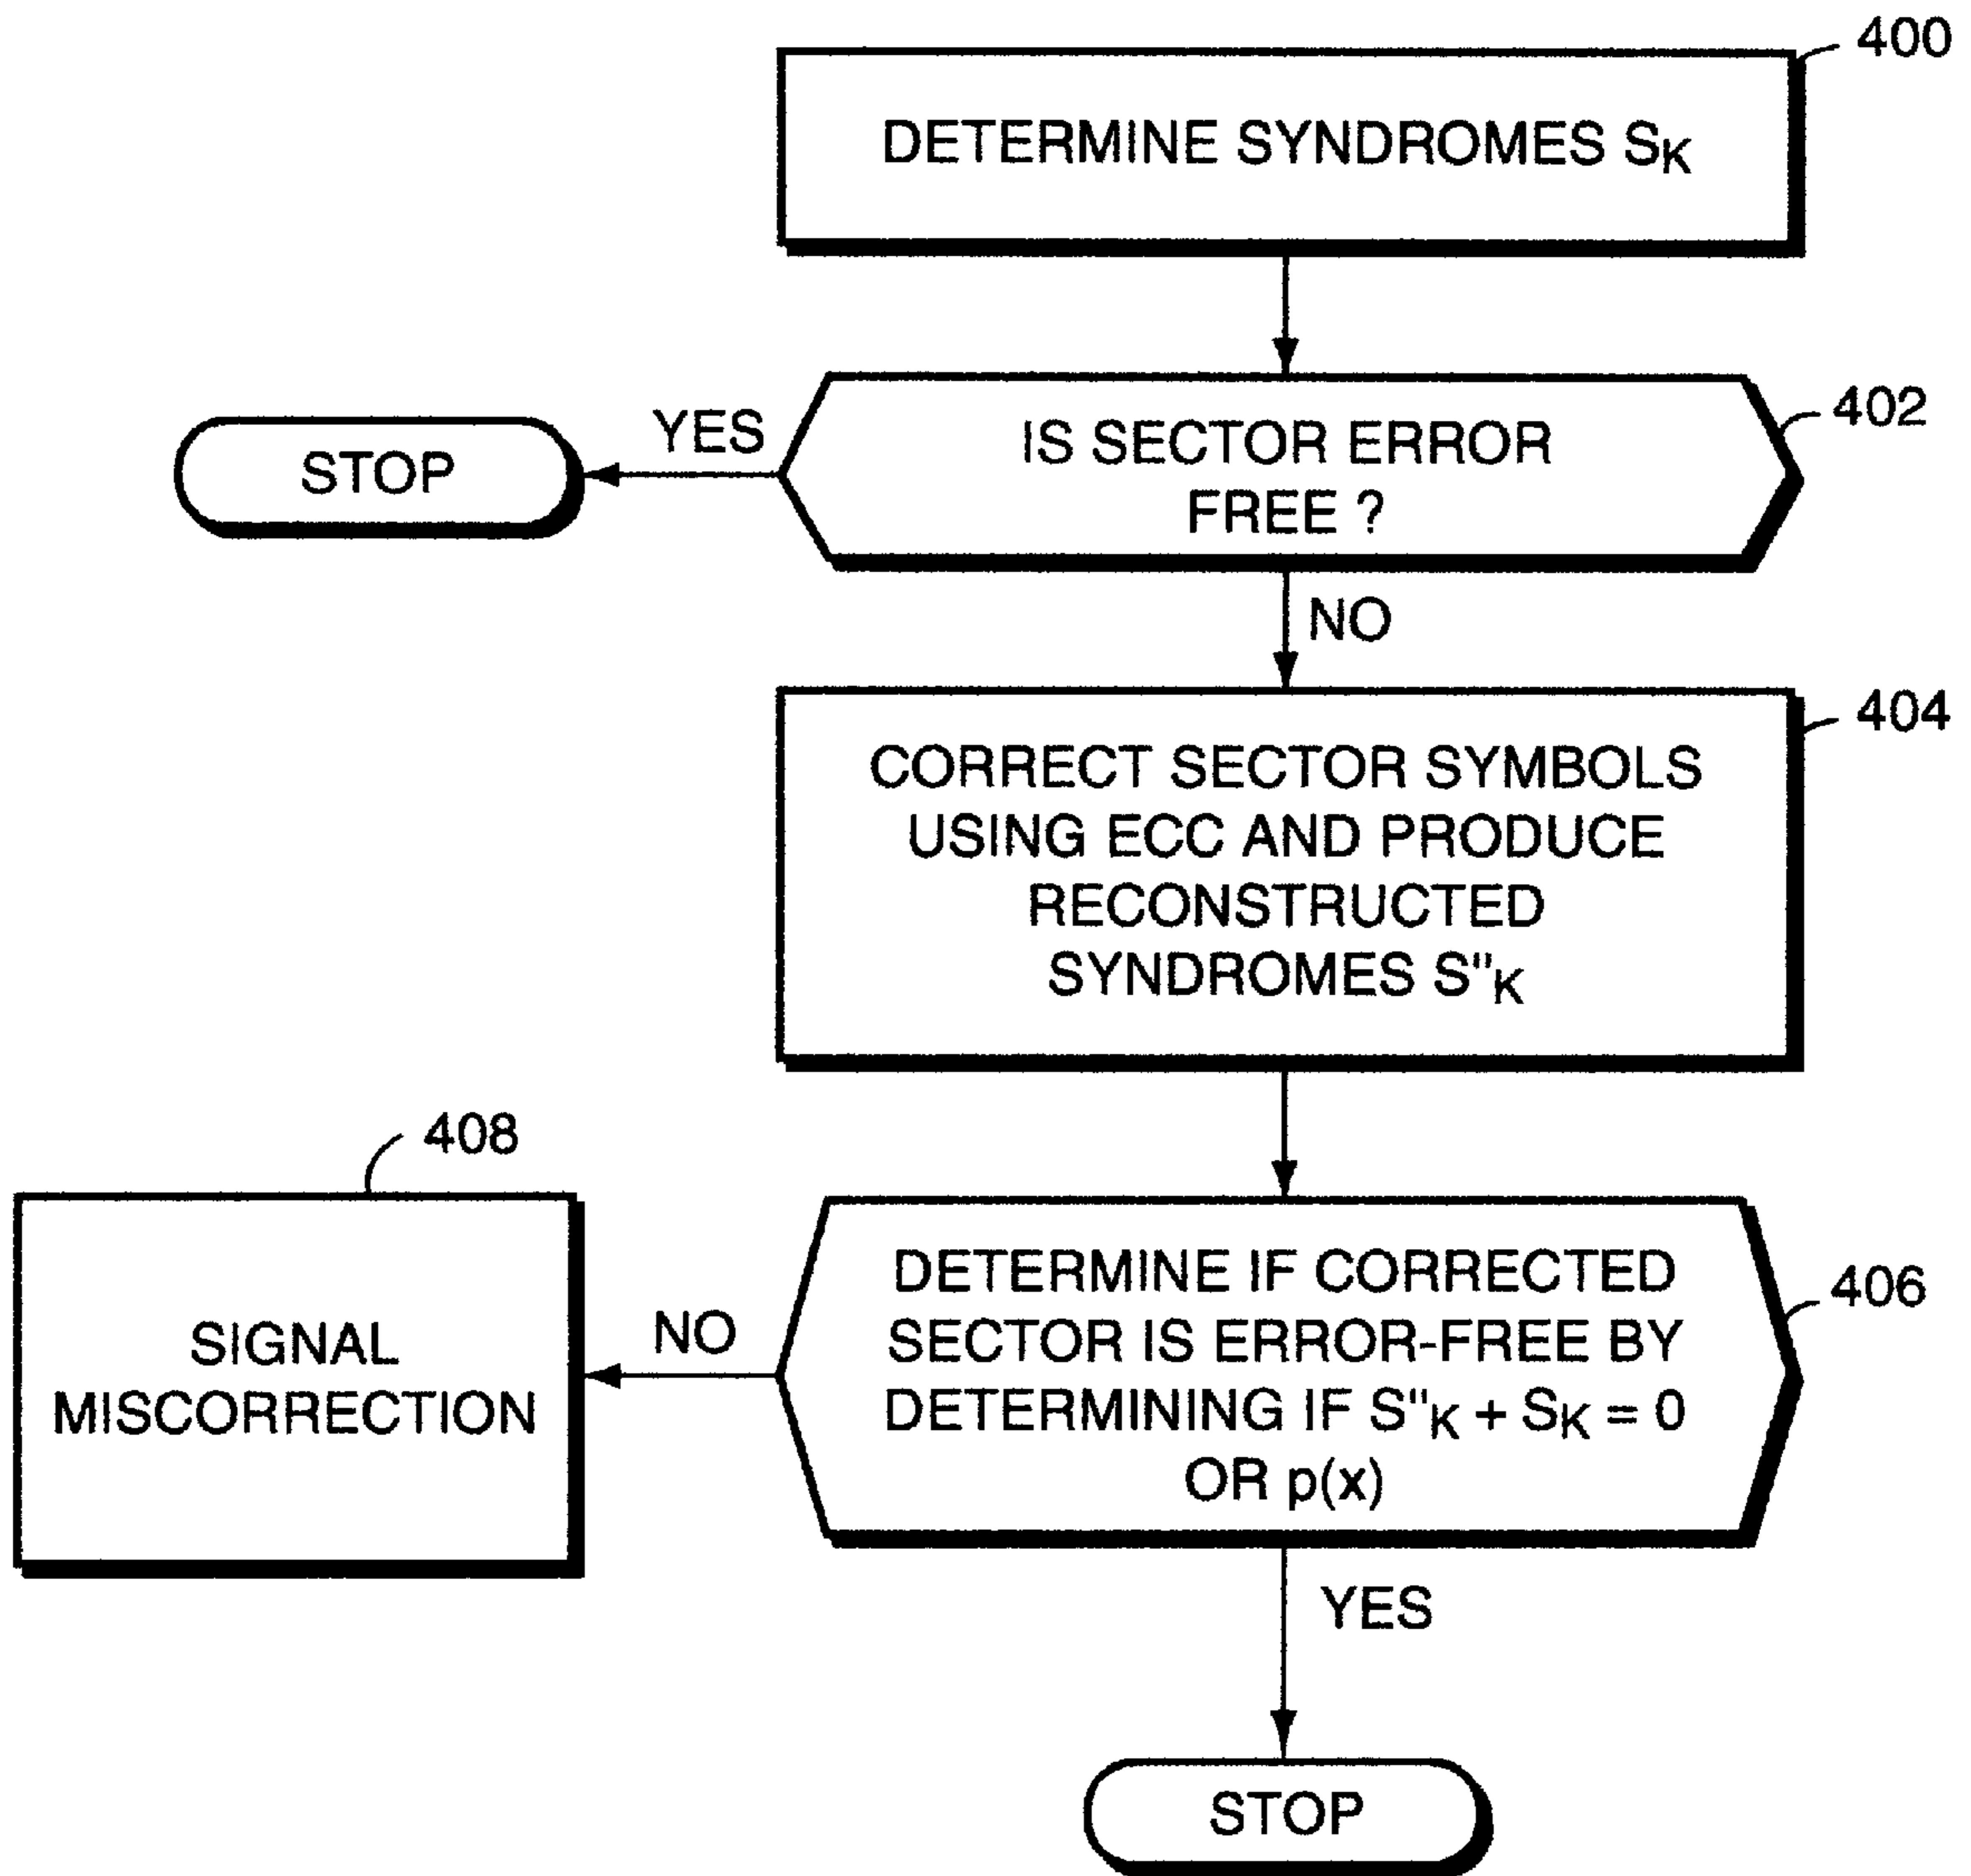 400
DETERMINE SYNDROMES SK
402
IS SECTOR ERROR
FREE ?
YES
STOP
NO
404
CORRECT SECTOR SYMBOLS
USING ECC AND PRODUCE
RECONSTRUCTED
SYNDROMES S"K
406
DETERMINE IF CORRECTED
SECTOR IS ERROR-FREE BY
DETERMINING IF S"K + SK = 0
OR p(x)
NO
408
SIGNAL
MISCORRECTION
YES
STOP